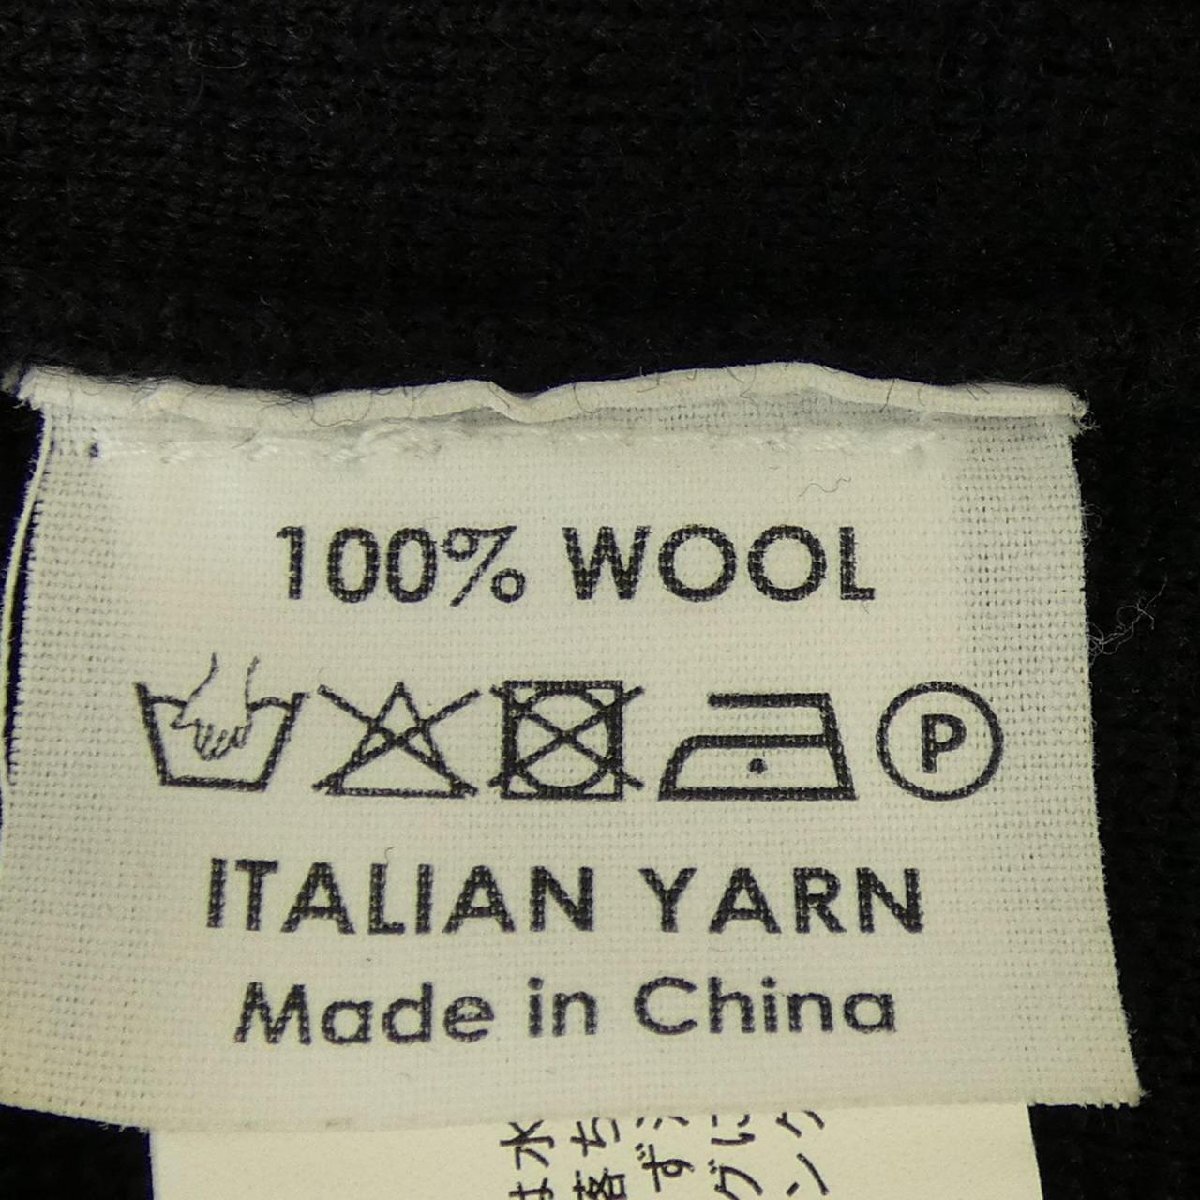 100% WOOL
P
ITALIAN YARN
Made in China